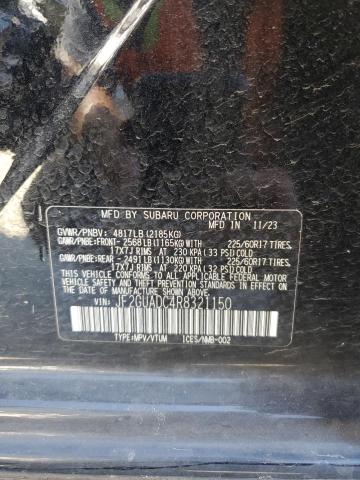 MFD. BY SUBARU CORPORATION
MADE IN 11/23
GVWR/PNBV: 4817LB (2185KG)
GAWR/PNBE:FRONT- 2568LB(1165KG)WITH 225/60R17 TIRES,
17X7J RIMS AT 230 KPA (33 PSI)COLD
GAWR/PNBE:REAR - 2491LB(1130KG)WITH 225/60R17 TIRES,
17X7J RIMS AT 220 KPA (32 PSI)COLD
THIS VEHICLE CONFORMS TO ALL APPLICABLE FEDERAL MOTOR
VEHICLE SAFETY AND THEFT PREVENTION STANDARDS IN EFFECT
ON THE DATE OF MANUFACTURE SHOWN ABOVE.
VIN: JF2GUADC4R8321150
TYPE:MPV/VTUM ICES/NMB-002